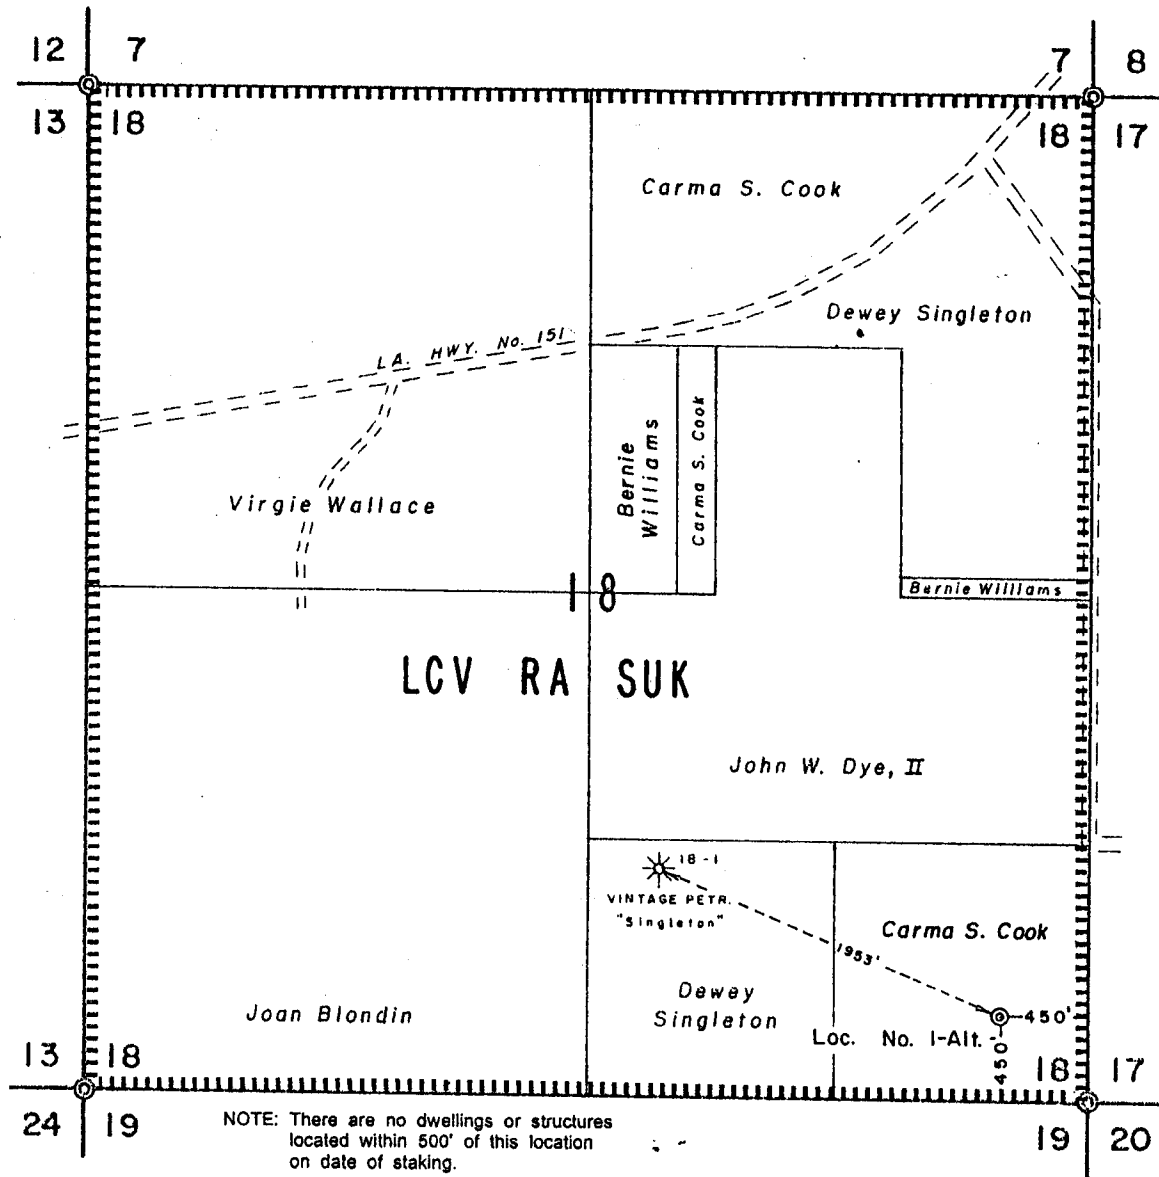 12 7
7 8
13 18
18 17
Carma S. Cook
Dewey Singleton
LA. HWY. No. 151
Bernie
Williams
Carma S. Cook
Virgie Wallace
18
Bernie Williams
LCV RA SUK
John W. Dye, II
18-1
VINTAGE PETR.
"Singleton"
Carma S. Cook
1953'
Dewey
Singleton
Joan Blondin
450'
Loc. No. 1-Alt.
450'
13 18
18 17
24 19
19 20
NOTE: There are no dwellings or structures
located within 500' of this location
on date of staking.